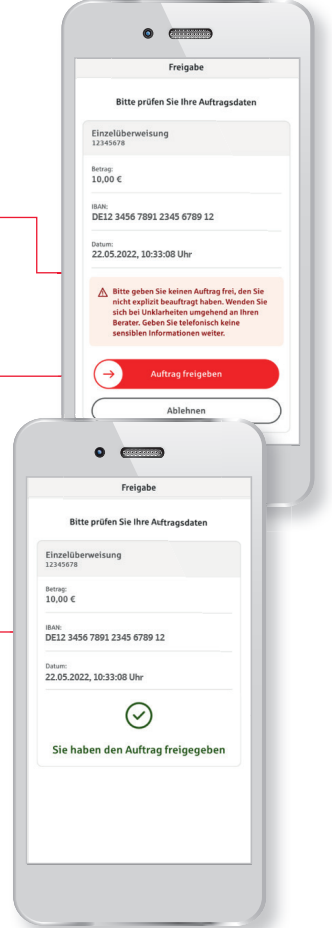 Freigabe
Bitte prüfen Sie Ihre Auftragsdaten
Einzelüberweisung
12345678
Betrag:
10,00 €
IBAN:
DE12 3456 7891 2345 6789 12
Datum:
22.05.2022, 10:33:08 Uhr
Bitte geben Sie keinen Auftrag frei, den Sie
nicht explizit beauftragt haben. Wenden Sie
sich bei Unklarheiten umgehend an Ihren
Berater. Geben Sie telefonisch keine
sensiblen Informationen weiter.
Auftrag freigeben
Ablehnen
Freigabe
Bitte prüfen Sie Ihre Auftragsdaten
Einzelüberweisung
12345678
Betrag:
10,00 €
IBAN:
DE12 3456 7891 2345 6789 12
Datum:
22.05.2022, 10:33:08 Uhr
Sie haben den Auftrag freigegeben